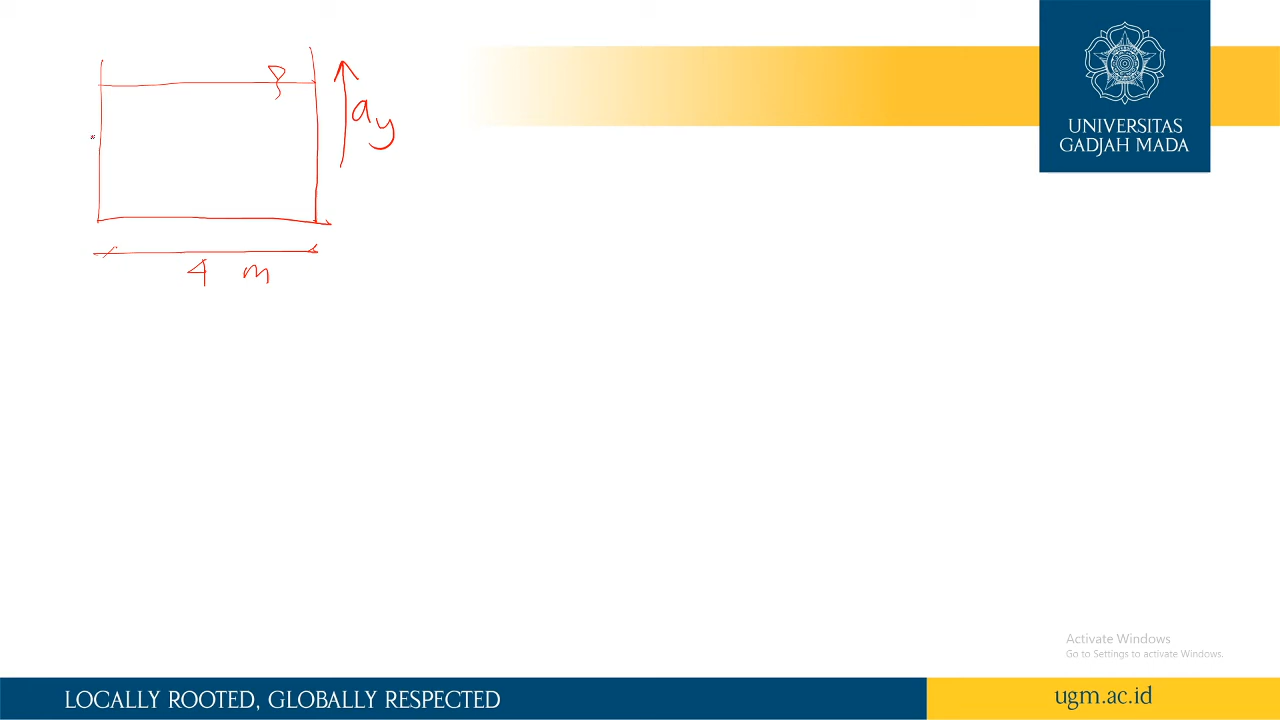 UNIVERSITAS
GADJAH MADA
ay
4 m
Activate Windows
Go to Settings to activate Windows.
LOCALLY ROOTED, GLOBALLY RESPECTED
ugm.ac.id